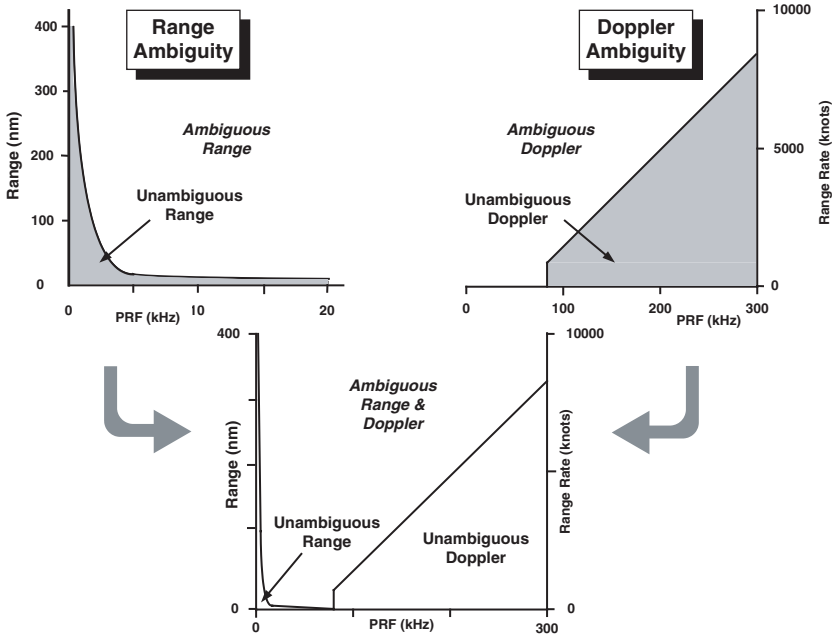 Range
Ambiguity
400
300
200
100
0
Range (nm)
Ambiguous
Range
Unambiguous
Range
0
PRF (kHz)
10
20
Doppler
Ambiguity
10000
5000
0
Range Rate (knots)
Ambiguous
Doppler
Unambiguous
Doppler
0
100
200
300
PRF (kHz)
400
0
Range (nm)
10000
0
Range Rate (knots)
Ambiguous
Range &
Doppler
Unambiguous
Range
Unambiguous
Doppler
0
PRF (kHz)
300